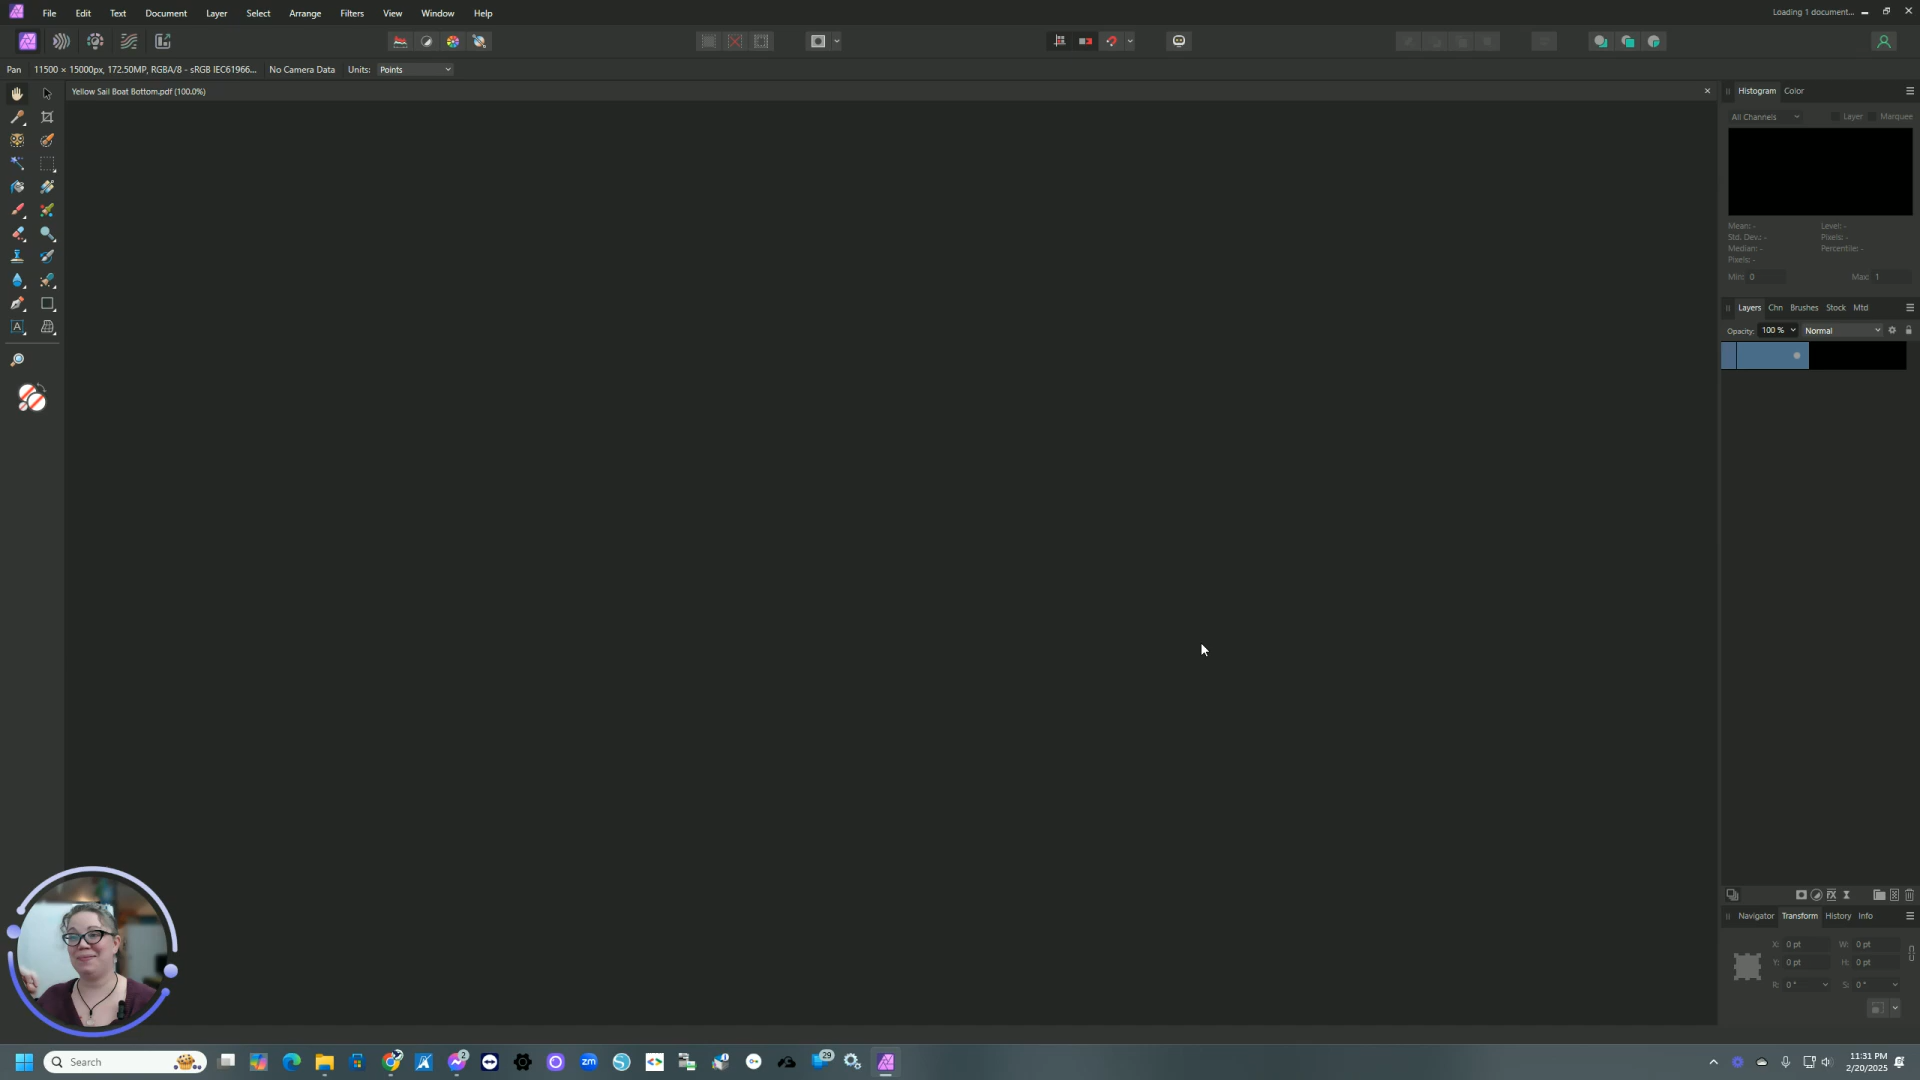 File Edit Text Document Layer Select Arrange Filters View Window Help
Loading 1 document...
Pan 11500 × 15000px, 172.50MP, RGBA/8 - sRGB IEC61966... No Camera Data Units: Points
Yellow Sail Boat Bottom.pdf (100.0%)
Histogram Color
All Channels Layer Marquee
Mean: - Level: -
Std. Dev.: - Pixels: -
Median: - Percentile: -
Pixels: -
Min: 0 Max: 1
Layers Chn Brushes Stock Mtd
Opacity: 100 % Normal
A
Navigator Transform History Info
X: 0 pt W: 0 pt
Y: 0 pt H: 0 pt
R: 0 ° S: 0 °
Search
2
zm
29
11:31 PM
2/20/2025